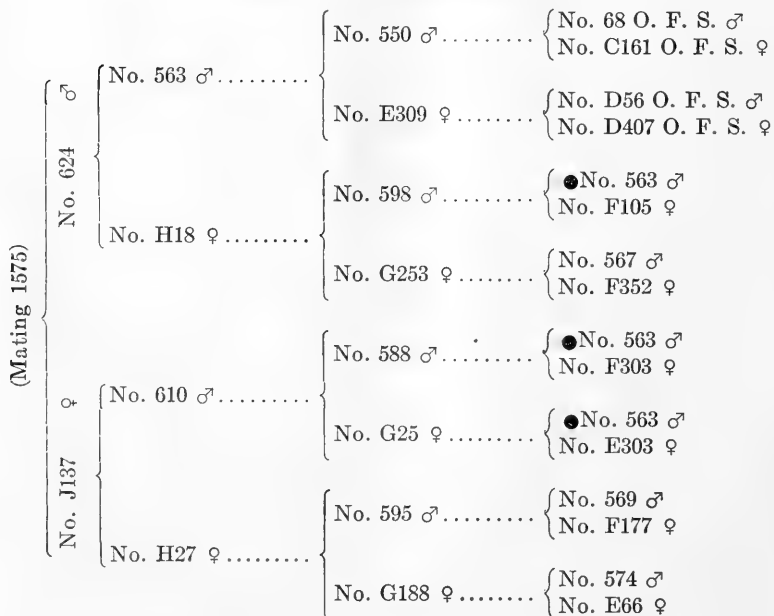 (Mating 1575)
No. 624 ♂
No. 563 ♂
No. 550 ♂
No. 68 O. F. S. ♂
No. C161 O. F. S. ♀
No. E309 ♀
No. D56 O. F. S. ♂
No. D407 O. F. S. ♀
No. H18 ♀
No. 598 ♂
●No. 563 ♂
No. F105 ♀
No. G253 ♀
No. 567 ♂
No. F352 ♀
No. J137 ♀
No. 610 ♂
No. 588 ♂
●No. 563 ♂
No. F303 ♀
No. G25 ♀
●No. 563 ♂
No. E303 ♀
No. H27 ♀
No. 595 ♂
No. 569 ♂
No. F177 ♀
No. G188 ♀
No. 574 ♂
No. E66 ♀